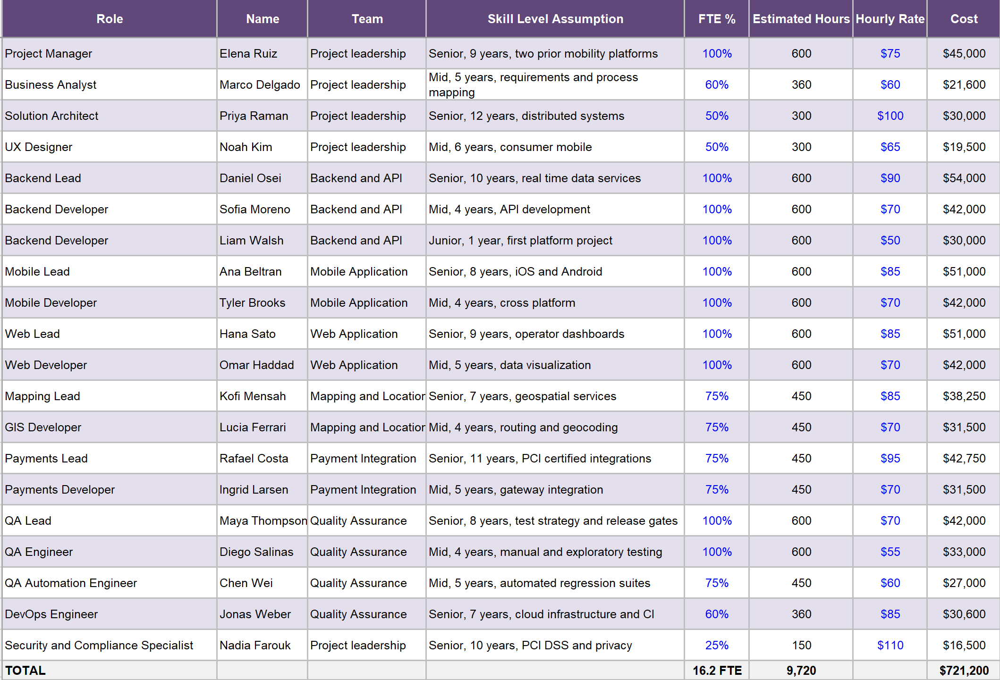 Role Name Team Skill Level Assumption FTE % Estimated Hours Hourly Rate Cost
Project Manager Elena Ruiz Project leadership Senior, 9 years, two prior mobility platforms 100% 600 $75 $45,000
Business Analyst Marco Delgado Project leadership Mid, 5 years, requirements and process
mapping 60% 360 $60 $21,600
Solution Architect Priya Raman Project leadership Senior, 12 years, distributed systems 50% 300 $100 $30,000
UX Designer Noah Kim Project leadership Mid, 6 years, consumer mobile 50% 300 $65 $19,500
Backend Lead Daniel Osei Backend and API Senior, 10 years, real time data services 100% 600 $90 $54,000
Backend Developer Sofia Moreno Backend and API Mid, 4 years, API development 100% 600 $70 $42,000
Backend Developer Liam Walsh Backend and API Junior, 1 year, first platform project 100% 600 $50 $30,000
Mobile Lead Ana Beltran Mobile Application Senior, 8 years, iOS and Android 100% 600 $85 $51,000
Mobile Developer Tyler Brooks Mobile Application Mid, 4 years, cross platform 100% 600 $70 $42,000
Web Lead Hana Sato Web Application Senior, 9 years, operator dashboards 100% 600 $85 $51,000
Web Developer Omar Haddad Web Application Mid, 5 years, data visualization 100% 600 $70 $42,000
Mapping Lead Kofi Mensah Mapping and Location Senior, 7 years, geospatial services 75% 450 $85 $38,250
GIS Developer Lucia Ferrari Mapping and Location Mid, 4 years, routing and geocoding 75% 450 $70 $31,500
Payments Lead Rafael Costa Payment Integration Senior, 11 years, PCI certified integrations 75% 450 $95 $42,750
Payments Developer Ingrid Larsen Payment Integration Mid, 5 years, gateway integration 75% 450 $70 $31,500
QA Lead Maya Thompson Quality Assurance Senior, 8 years, test strategy and release gates 100% 600 $70 $42,000
QA Engineer Diego Salinas Quality Assurance Mid, 4 years, manual and exploratory testing 100% 600 $55 $33,000
QA Automation Engineer Chen Wei Quality Assurance Mid, 5 years, automated regression suites 75% 450 $60 $27,000
DevOps Engineer Jonas Weber Quality Assurance Senior, 7 years, cloud infrastructure and CI 60% 360 $85 $30,600
Security and Compliance Specialist Nadia Farouk Project leadership Senior, 10 years, PCI DSS and privacy 25% 150 $110 $16,500
TOTAL 16.2 FTE 9,720 $721,200